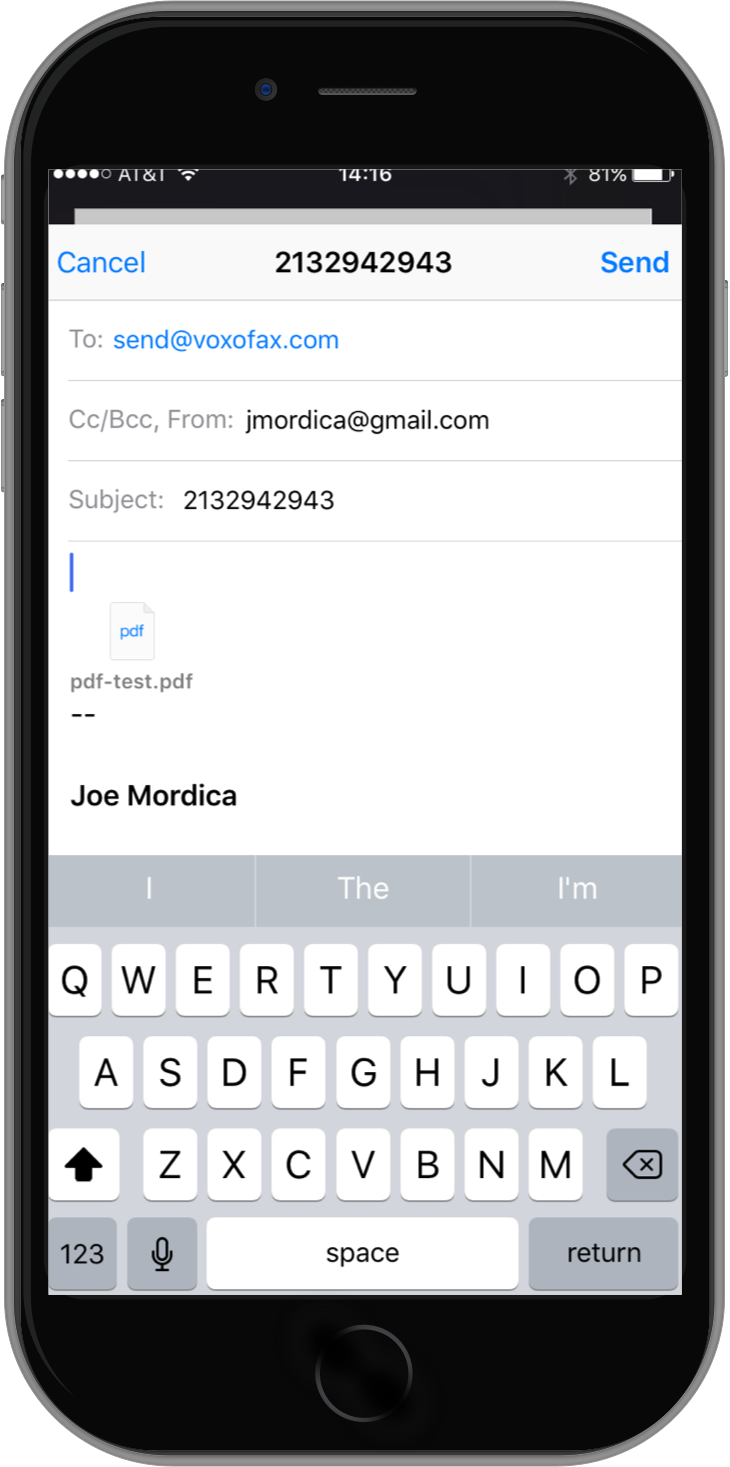 AT&T 14:16 81%
Cancel 2132942943 Send
To: send@voxofax.com
Cc/Bcc, From: jmordica@gmail.com
Subject: 2132942943
pdf
pdf-test.pdf
--
Joe Mordica
I The I'm
Q W E R T Y U I O P
A S D F G H J K L
Z X C V B N M
123 space return